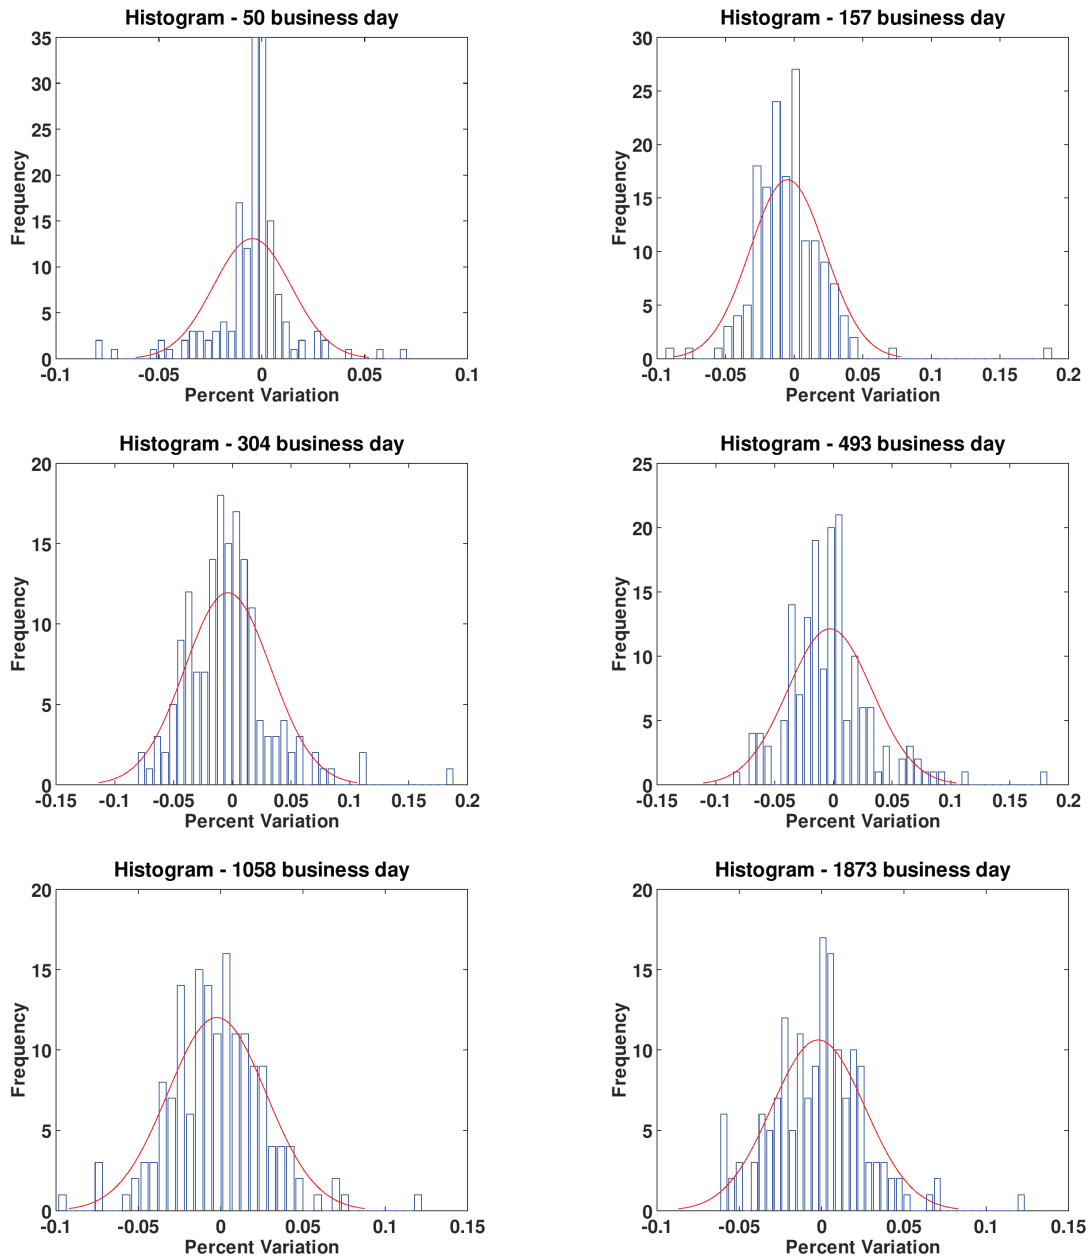 Histogram - 50 business day
35
30
25
20
15
10
5
0
Frequency
-0.1 -0.05 0 0.05 0.1
Percent Variation
Histogram - 157 business day
30
25
20
15
10
5
0
Frequency
-0.1 -0.05 0 0.05 0.1 0.15 0.2
Percent Variation
Histogram - 304 business day
20
15
10
5
0
Frequency
-0.15 -0.1 -0.05 0 0.05 0.1 0.15 0.2
Percent Variation
Histogram - 493 business day
25
20
15
10
5
0
Frequency
-0.15 -0.1 -0.05 0 0.05 0.1 0.15 0.2
Percent Variation
Histogram - 1058 business day
20
15
10
5
0
Frequency
-0.1 -0.05 0 0.05 0.1 0.15
Percent Variation
Histogram - 1873 business day
20
15
10
5
0
Frequency
-0.1 -0.05 0 0.05 0.1 0.15
Percent Variation